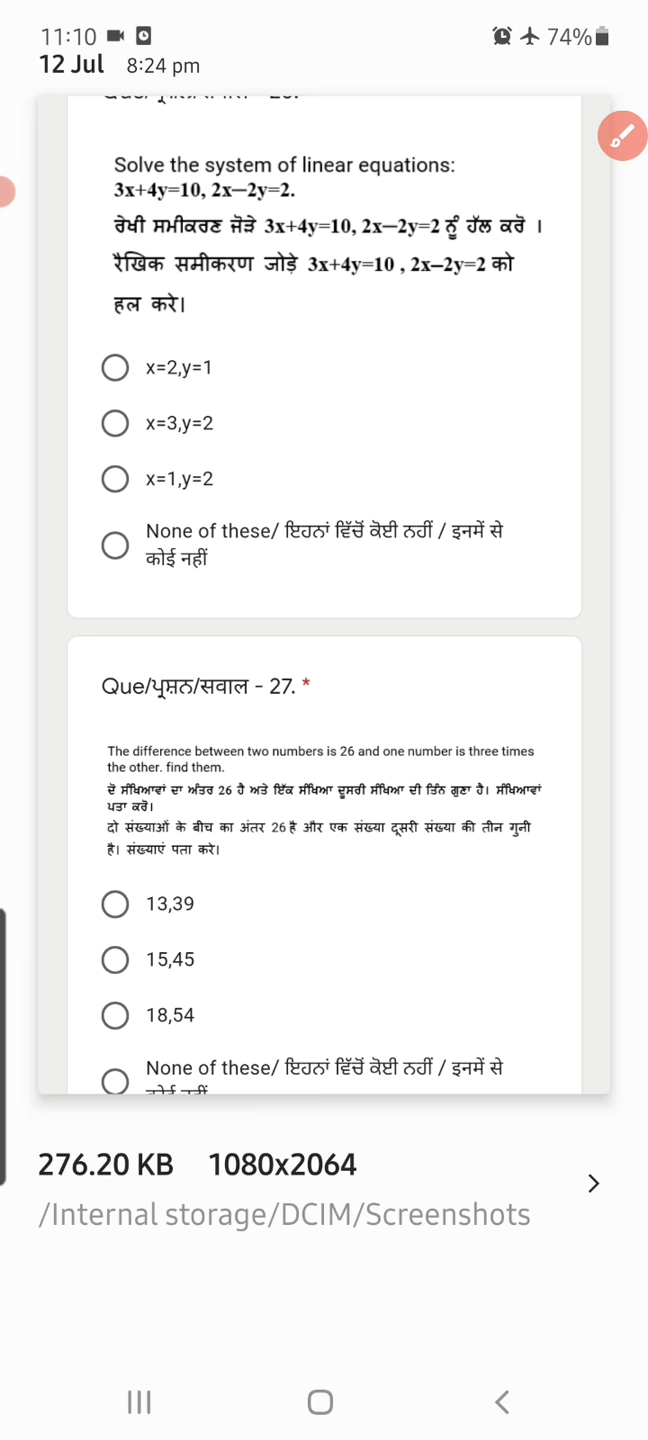 11:10 74%
12 Jul 8:24 pm
Solve the system of linear equations:
3x+4y=10, 2x—2y=2.
ਰੇਖੀ ਸਮੀਕਰਣ ਜੋੜੇ 3x+4y=10, 2x—2y=2 ਨੂੰ ਹੱਲ ਕਰੋ ।
रैखिक समीकरण जोड़े 3x+4y=10 , 2x–2y=2 को
हल करे।
x=2,y=1
x=3,y=2
x=1,y=2
None of these/ ਇਹਨਾਂ ਵਿੱਚੋਂ ਕੋਈ ਨਹੀਂ / इनमें से
कोई नहीं
Que/ਪ੍ਰਸ਼ਨ/सवाल - 27. *
The difference between two numbers is 26 and one number is three times
the other. find them.
ਦੋ ਸੰਖਿਆਵਾਂ ਦਾ ਅੰਤਰ 26 ਹੈ ਅਤੇ ਇੱਕ ਸੰਖਿਆ ਦੂਸਰੀ ਸੰਖਿਆ ਦੀ ਤਿੰਨ ਗੁਣਾ ਹੈ। ਸੰਖਿਆਵਾਂ
ਪਤਾ ਕਰੋ।
दो संख्याओं के बीच का अंतर 26 है और एक संख्या दूसरी संख्या की तीन गुनी
है। संख्याएं पता करे।
13,39
15,45
18,54
None of these/ ਇਹਨਾਂ ਵਿੱਚੋਂ ਕੋਈ ਨਹੀਂ / इनमें से
276.20 KB 1080x2064
/Internal storage/DCIM/Screenshots